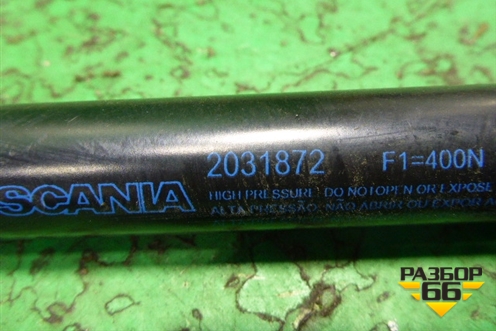 2031872 F1=400N
SCANIA
HIGH PRESSURE DO NOT OPEN OR EXPOSE
ALTA PRESSÃO-NÃO ABRIR OU EXPOR A
РАЗБОР
66